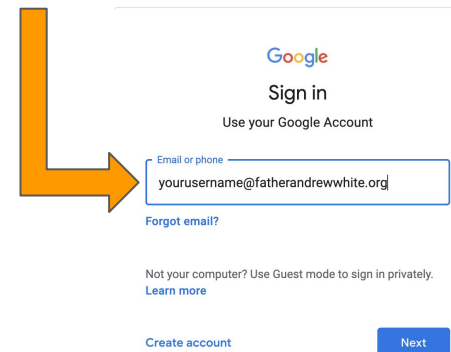 Google
Sign in
Use your Google Account
Email or phone
yourusername@fatherandrewwhite.org
Forgot email?
Not your computer? Use Guest mode to sign in privately.
Learn more
Create account
Next